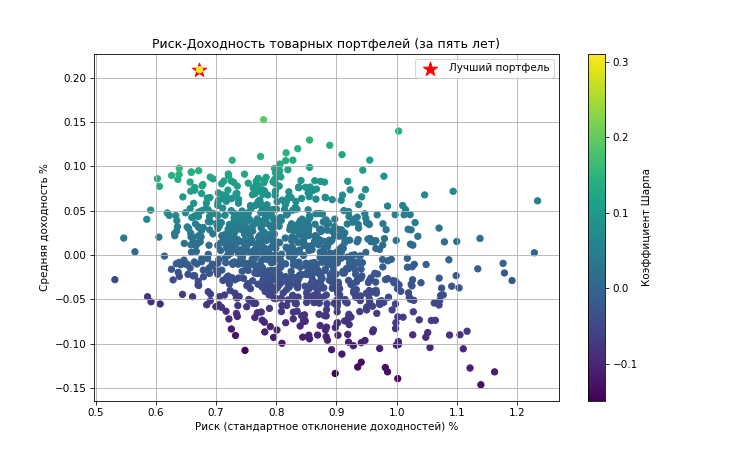 Риск-Доходность товарных портфелей (за пять лет)
Лучший портфель
Средняя доходность %
0.20
0.15
0.10
0.05
0.00
−0.05
−0.10
−0.15
0.5 0.6 0.7 0.8 0.9 1.0 1.1 1.2
Риск (стандартное отклонение доходностей) %
0.3
0.2
0.1
0.0
−0.1
Коэффициент Шарпа